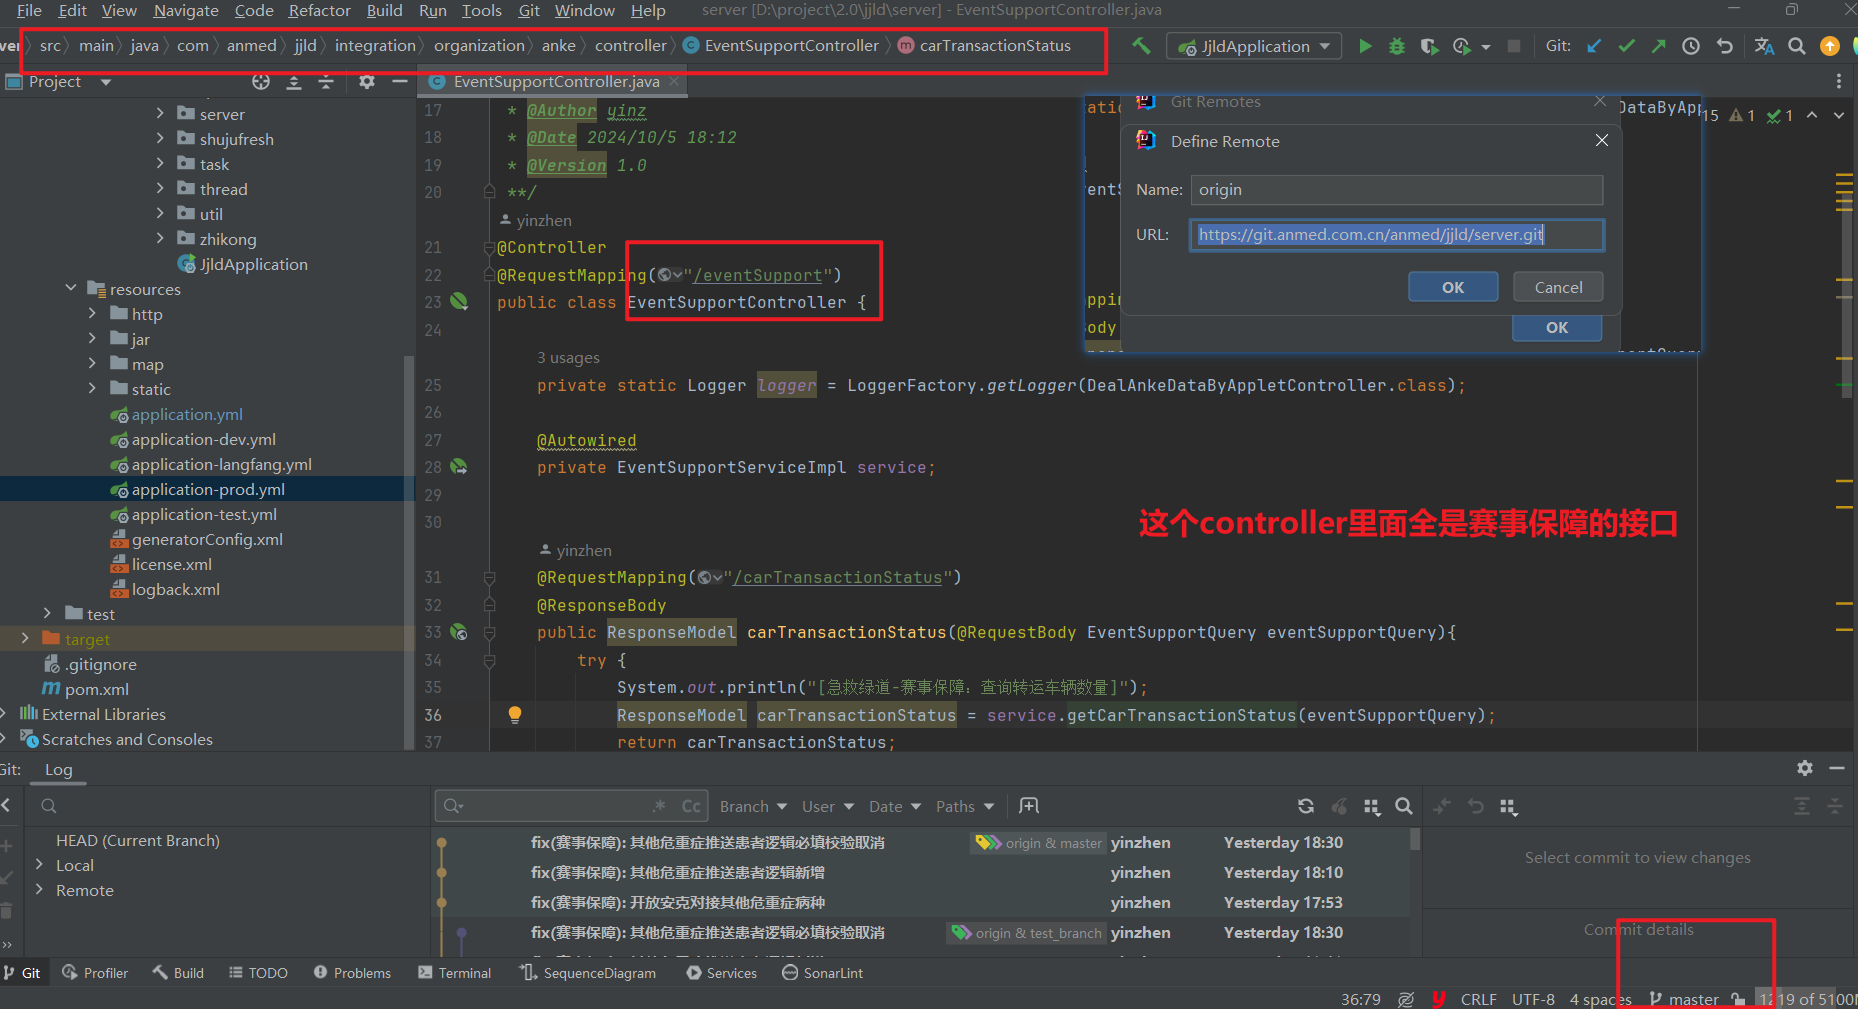 File Edit View Navigate Code Refactor Build Run Tools Git Window Help server [D:\project\2.0\jjld\server] - EventSupportController.java
src main java com anmed jjld integration organization anke controller EventSupportController carTransactionStatus
JjldApplication Git:
Project
EventSupportController.java
server
shujufresh
task
thread
util
zhikong
JjldApplication
resources
http
jar
map
static
application.yml
application-dev.yml
application-langfang.yml
application-prod.yml
application-test.yml
generatorConfig.xml
license.xml
logback.xml
test
target
.gitignore
pom.xml
External Libraries
Scratches and Consoles
17 * @Author yinz
18 * @Date 2024/10/5 18:12
19 * @Version 1.0
20 **/
yinzhen
21 @Controller
22 @RequestMapping("/eventSupport")
23 public class EventSupportController {
24
3 usages
25 private static Logger logger = LoggerFactory.getLogger(DealAnkeDataByAppletController.class);
26
27 @Autowired
28 private EventSupportServiceImpl service;
29
30
yinzhen
31 @RequestMapping("/carTransactionStatus")
32 @ResponseBody
33 public ResponseModel carTransactionStatus(@RequestBody EventSupportQuery eventSupportQuery){
34 try {
35 System.out.println("[急救绿道-赛事保障: 查询转运车辆数量]");
36 ResponseModel carTransactionStatus = service.getCarTransactionStatus(eventSupportQuery);
37 return carTransactionStatus;
Git Remotes
DataByApp
15 1 1
Define Remote
Name: origin
URL: https://git.anmed.com.cn/anmed/jjld/server.git
OK Cancel
OK
这个controller里面全是赛事保障的接口
Git: Log
Branch User Date Paths
.* Cc
HEAD (Current Branch)
Local
Remote
fix(赛事保障): 其他危重症推送患者逻辑必填校验取消 origin & master yinzhen Yesterday 18:30
fix(赛事保障): 其他危重症推送患者逻辑新增 yinzhen Yesterday 18:10
fix(赛事保障): 开放安克对接其他危重症病种 yinzhen Yesterday 17:53
fix(赛事保障): 其他危重症推送患者逻辑必填校验取消 origin & test_branch yinzhen Yesterday 18:30
Select commit to view changes
Commit details
Git Profiler Build TODO Problems Terminal SequenceDiagram Services SonarLint
36:79 CRLF UTF-8 4 spaces master 1219 of 5100M